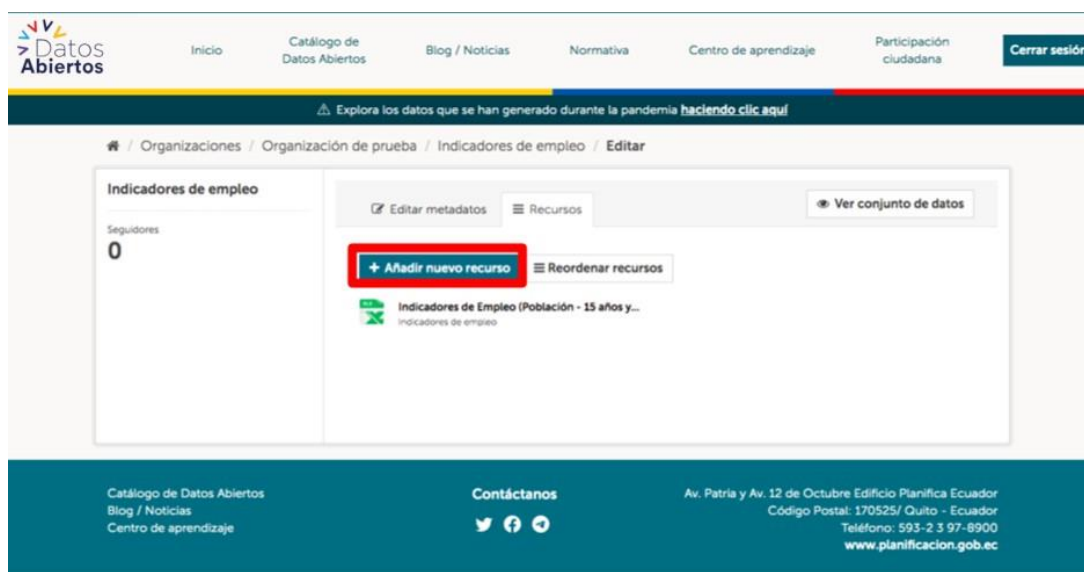 Datos
Abiertos
Inicio
Catálogo de
Datos Abiertos
Blog / Noticias
Normativa
Centro de aprendizaje
Participación
ciudadana
Cerrar sesión
Explora los datos que se han generado durante la pandemia haciendo clic aquí
/ Organizaciones / Organización de prueba / Indicadores de empleo / Editar
Indicadores de empleo
Seguidores
0
Editar metadatos
Recursos
Ver conjunto de datos
+ Añadir nuevo recurso
Reordenar recursos
Indicadores de Empleo (Población - 15 años y...
Indicadores de empleo
Catálogo de Datos Abiertos
Blog / Noticias
Centro de aprendizaje
Contáctanos
Av. Patria y Av. 12 de Octubre Edificio Planifica Ecuador
Código Postal: 170525/ Quito - Ecuador
Teléfono: 593-2 3 97-8900
www.planificacion.gob.ec